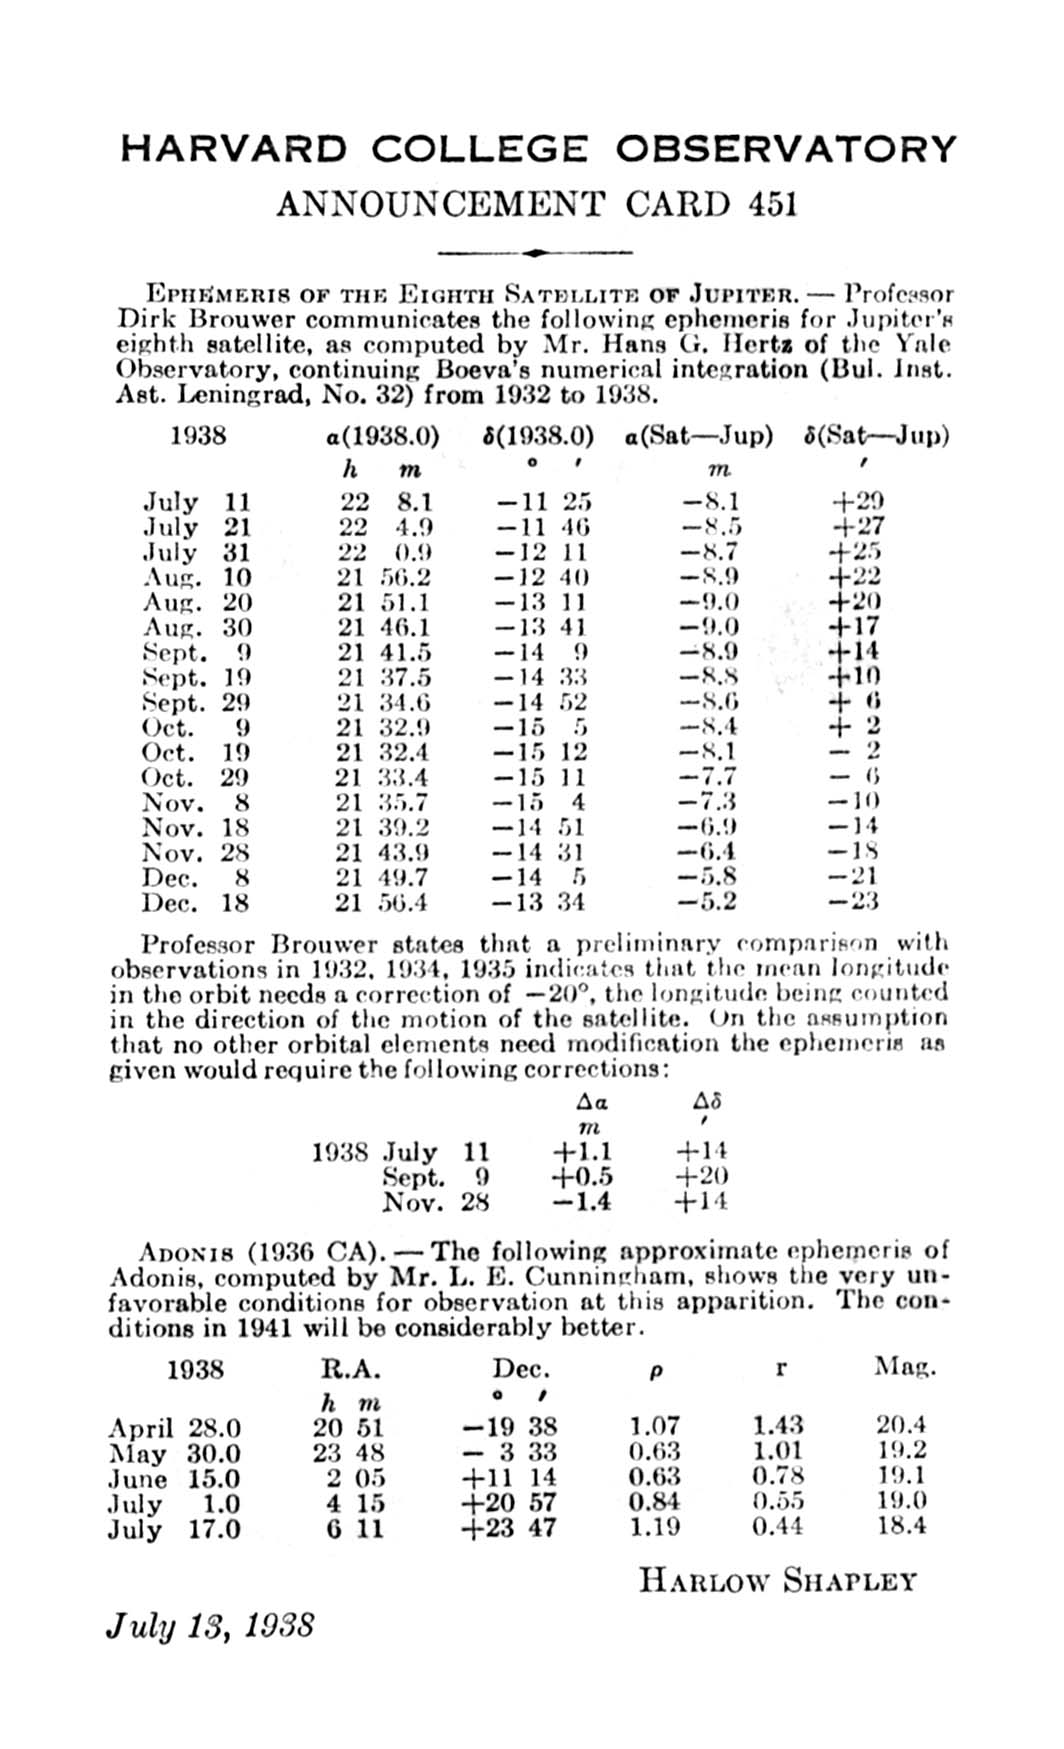 HARVARD COLLEGE OBSERVATORY
ANNOUNCEMENT CARD 451
EPHEMERIS OF THE EIGHTH SATELLITE OF JUPITER. — Professor
Dirk Brouwer communicates the following ephemeris for Jupiter's
eighth satellite, as computed by Mr. Hans G. Hertz of the Yale
Observatory, continuing Boeva's numerical integration (Bul. Inst.
Ast. Leningrad, No. 32) from 1932 to 1938.
1938 α(1938.0) δ(1938.0) α(Sat—Jup) δ(Sat—Jup)
h m ° ′ m ′
July 11 22 8.1 −11 25 −8.1 +29
July 21 22 4.9 −11 46 −8.5 +27
July 31 22 0.9 −12 11 −8.7 +25
Aug. 10 21 56.2 −12 40 −8.9 +22
Aug. 20 21 51.1 −13 11 −9.0 +20
Aug. 30 21 46.1 −13 41 −9.0 +17
Sept. 9 21 41.5 −14 9 −8.9 +14
Sept. 19 21 37.5 −14 33 −8.8 +10
Sept. 29 21 34.6 −14 52 −8.6 + 6
Oct. 9 21 32.9 −15 5 −8.4 + 2
Oct. 19 21 32.4 −15 12 −8.1 − 2
Oct. 29 21 33.4 −15 11 −7.7 − 6
Nov. 8 21 35.7 −15 4 −7.3 −10
Nov. 18 21 39.2 −14 51 −6.9 −14
Nov. 28 21 43.9 −14 31 −6.4 −18
Dec. 8 21 49.7 −14 5 −5.8 −21
Dec. 18 21 56.4 −13 34 −5.2 −23
Professor Brouwer states that a preliminary comparison with
observations in 1932, 1934, 1935 indicates that the mean longitude
in the orbit needs a correction of −20°, the longitude being counted
in the direction of the motion of the satellite. On the assumption
that no other orbital elements need modification the ephemeris as
given would require the following corrections:
Δα Δδ
m ′
1938 July 11 +1.1 +14
Sept. 9 +0.5 +20
Nov. 28 −1.4 +14
ADONIS (1936 CA). — The following approximate ephemeris of
Adonis, computed by Mr. L. E. Cunningham, shows the very un-
favorable conditions for observation at this apparition. The con-
ditions in 1941 will be considerably better.
1938 R.A. Dec. ρ r Mag.
h m ° ′
April 28.0 20 51 −19 38 1.07 1.43 20.4
May 30.0 23 48 − 3 33 0.63 1.01 19.2
June 15.0 2 05 +11 14 0.63 0.78 19.1
July 1.0 4 15 +20 57 0.84 0.55 19.0
July 17.0 6 11 +23 47 1.19 0.44 18.4
HARLOW SHAPLEY
July 13, 1938